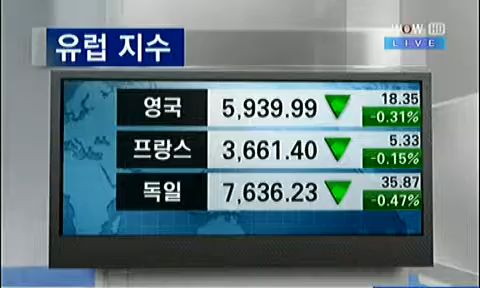 유럽 지수
WOW HD
LIVE
영국 5,939.99 ▼ 18.35 -0.31%
프랑스 3,661.40 ▼ 5.33 -0.15%
독일 7,636.23 ▼ 35.87 -0.47%